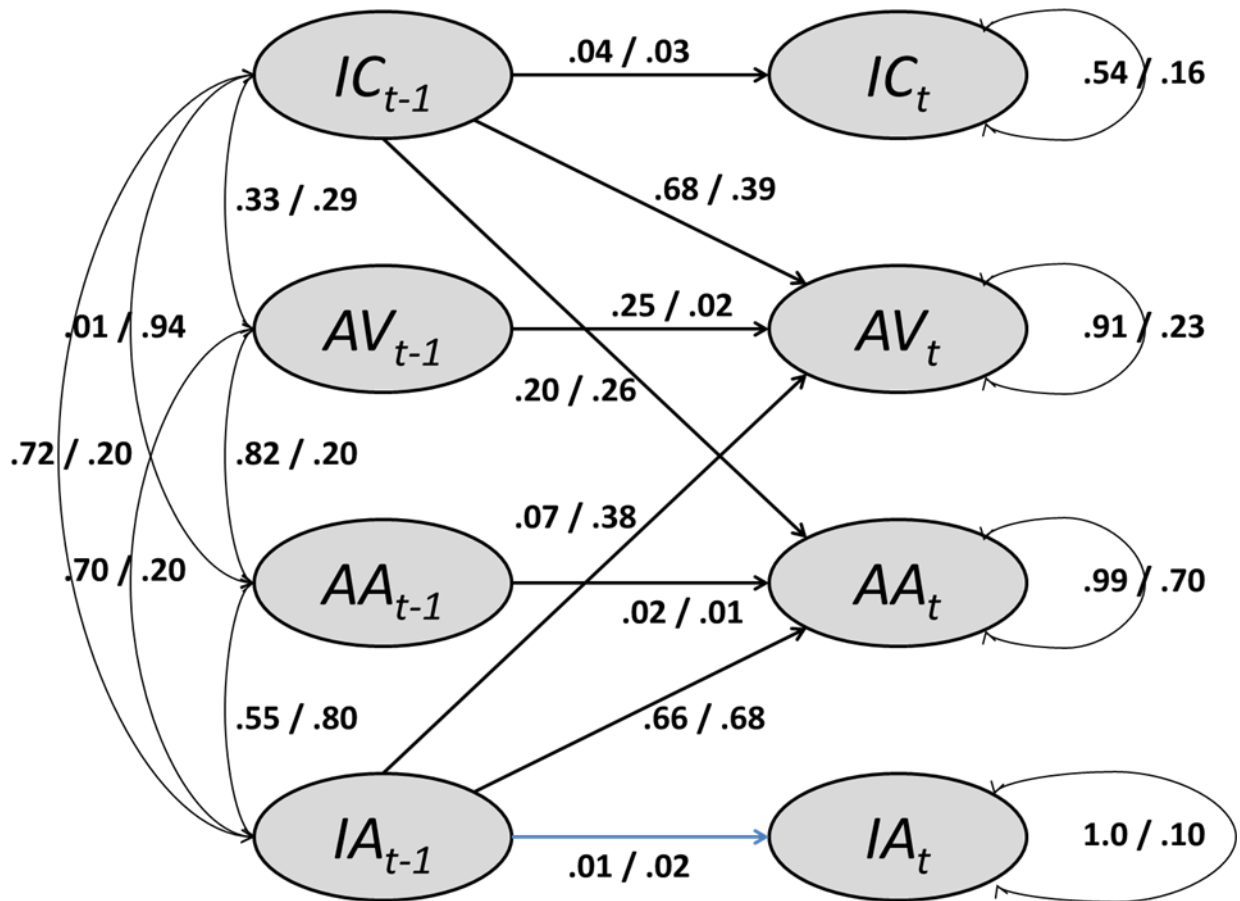 IC t-1
.04 / .03
IC t
.54 / .16
.33 / .29
.68 / .39
.01 / .94
AV t-1
.25 / .02
AV t
.91 / .23
.20 / .26
.72 / .20
.82 / .20
.07 / .38
.70 / .20
AA t-1
.02 / .01
AA t
.99 / .70
.55 / .80
.66 / .68
IA t-1
.01 / .02
IA t
1.0 / .10